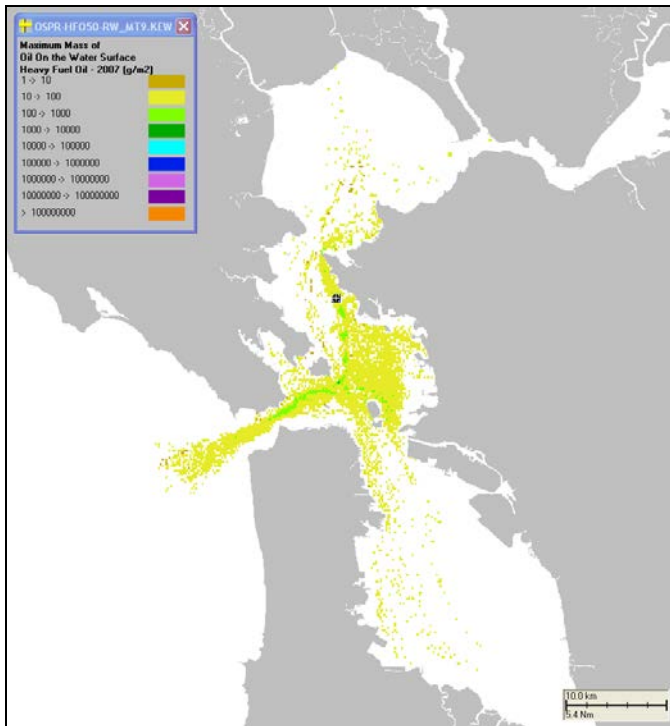 OSPR-HFO50-RW_MT9.KEW
Maximum Mass of
Oil On the Water Surface
Heavy Fuel Oil - 2007 (g/m2)
1 -> 10
10 -> 100
100 -> 1000
1000 -> 10000
10000 -> 100000
100000 -> 1000000
1000000 -> 10000000
10000000 -> 100000000
> 100000000
10.0 km
5.4 Nm